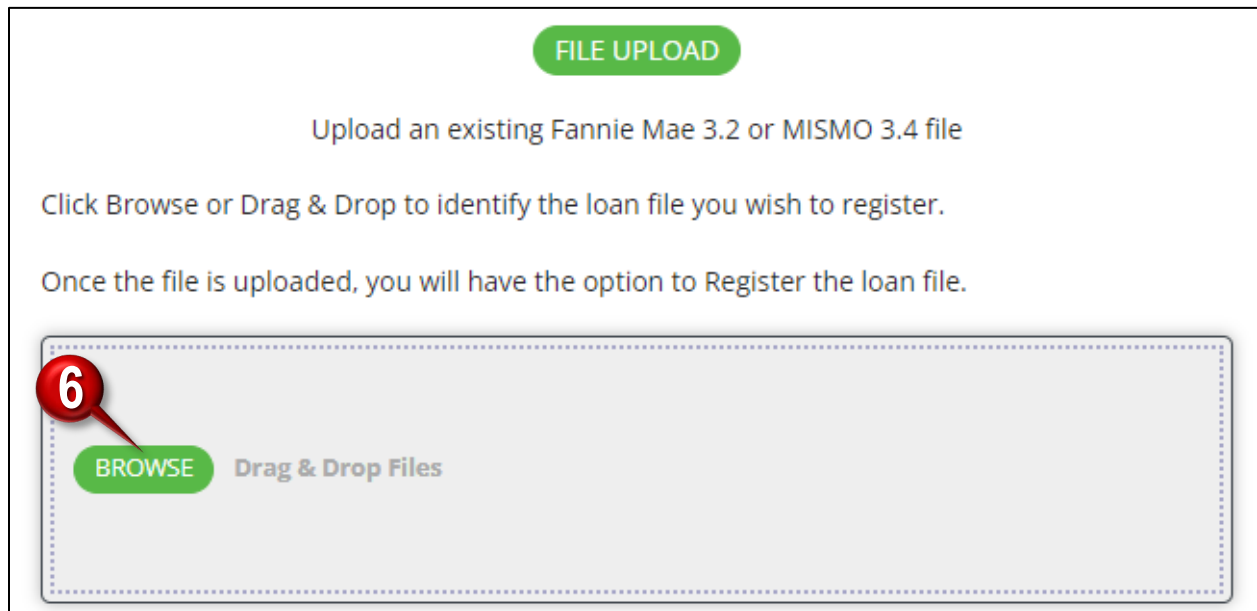 FILE UPLOAD
Upload an existing Fannie Mae 3.2 or MISMO 3.4 file
Click Browse or Drag & Drop to identify the loan file you wish to register.
Once the file is uploaded, you will have the option to Register the loan file.
6
BROWSE Drag & Drop Files